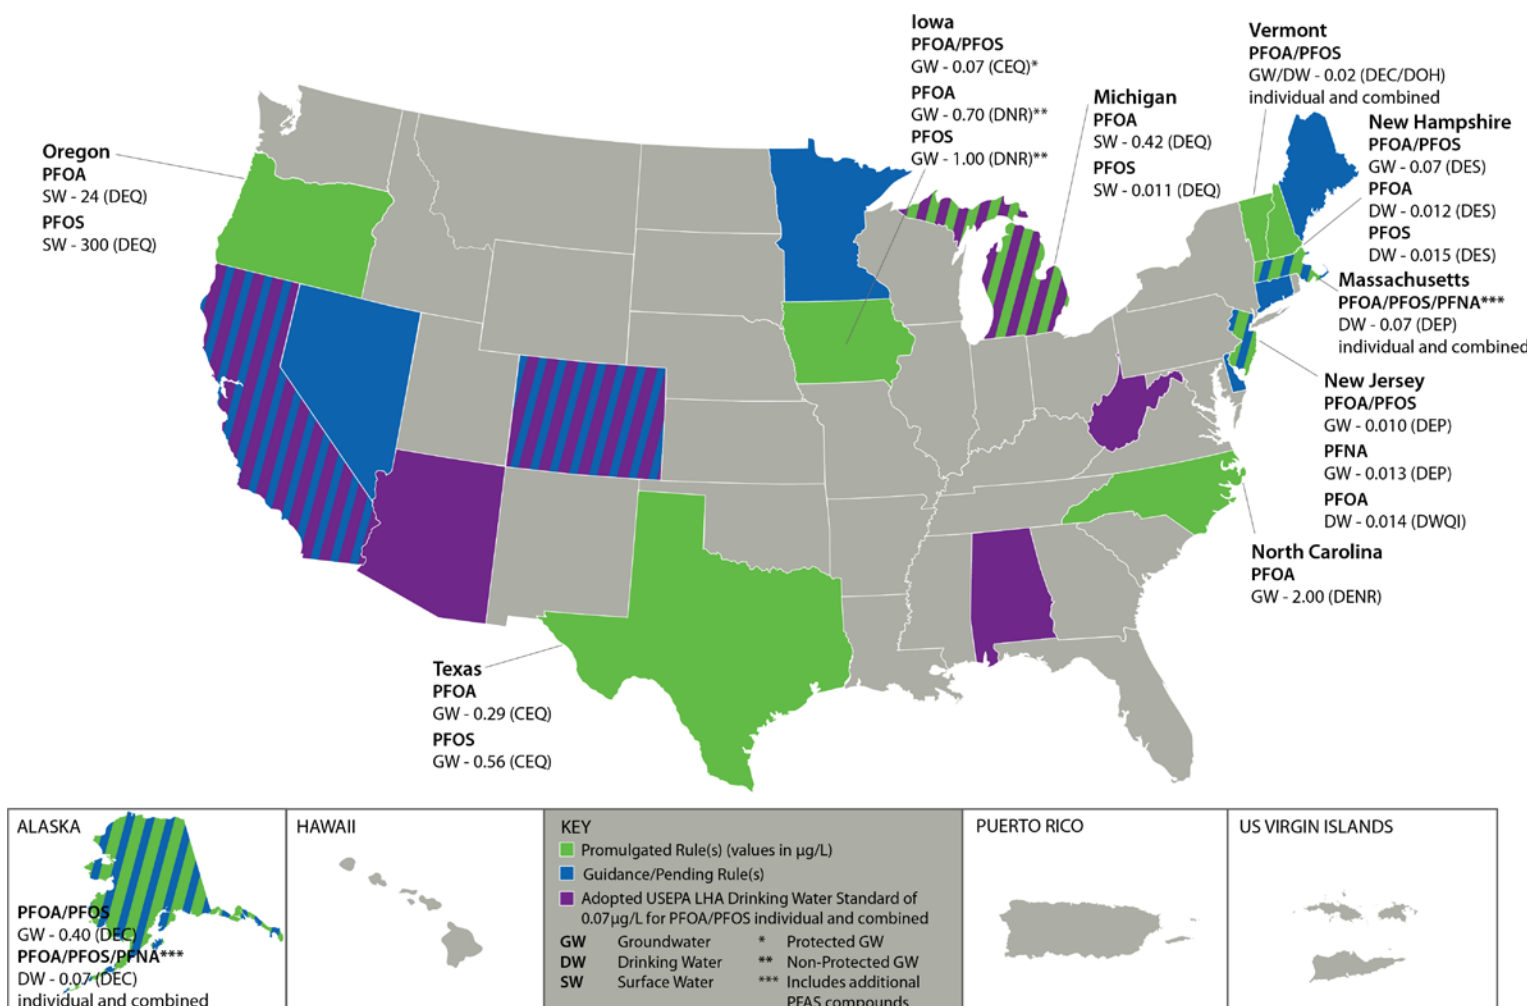 Iowa
PFOA/PFOS
GW - 0.07 (CEQ)*
PFOA
GW - 0.70 (DNR)**
PFOS
GW - 1.00 (DNR)**
Michigan
PFOA
SW - 0.42 (DEQ)
PFOS
SW - 0.011 (DEQ)
Vermont
PFOA/PFOS
GW/DW - 0.02 (DEC/DOH)
individual and combined
New Hampshire
PFOA/PFOS
GW - 0.07 (DES)
PFOA
DW - 0.012 (DES)
PFOS
DW - 0.015 (DES)
Massachusetts
PFOA/PFOS/PFNA***
DW - 0.07 (DEP)
individual and combined
New Jersey
PFOA/PFOS
GW - 0.010 (DEP)
PFNA
GW - 0.013 (DEP)
PFOA
DW - 0.014 (DWQI)
North Carolina
PFOA
GW - 2.00 (DENR)
Oregon
PFOA
SW - 24 (DEQ)
PFOS
SW - 300 (DEQ)
Texas
PFOA
GW - 0.29 (CEQ)
PFOS
GW - 0.56 (CEQ)
ALASKA
PFOA/PFOS
GW - 0.40 (DEC)
PFOA/PFOS/PFNA***
DW - 0.07 (DEC)
individual and combined
HAWAII
KEY
Promulgated Rule(s) (values in µg/L)
Guidance/Pending Rule(s)
Adopted USEPA LHA Drinking Water Standard of
0.07µg/L for PFOA/PFOS individual and combined
GW Groundwater * Protected GW
DW Drinking Water ** Non-Protected GW
SW Surface Water *** Includes additional
PFAS compounds
PUERTO RICO
US VIRGIN ISLANDS